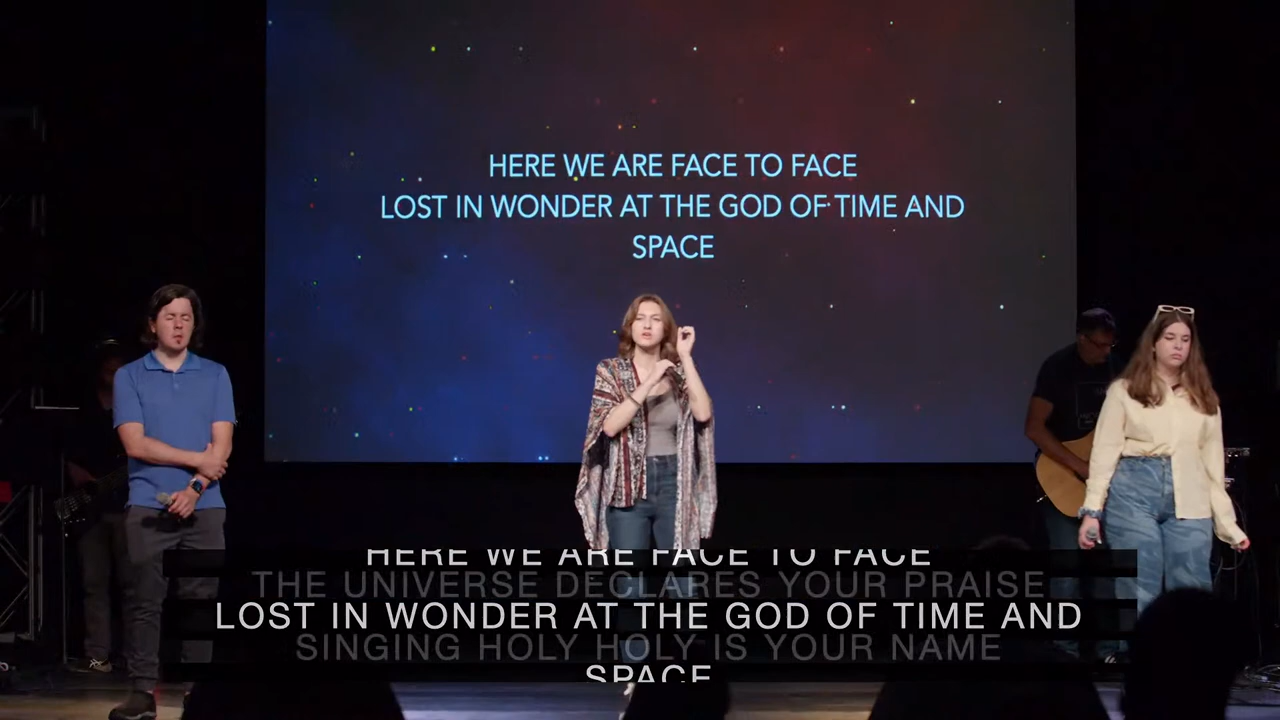 HERE WE ARE FACE TO FACE
LOST IN WONDER AT THE GOD OF TIME AND
SPACE
HERE WE ARE FACE TO FACE
THE UNIVERSE DECLARES YOUR PRAISE
LOST IN WONDER AT THE GOD OF TIME AND
SINGING HOLY HOLY IS YOUR NAME
SPACE